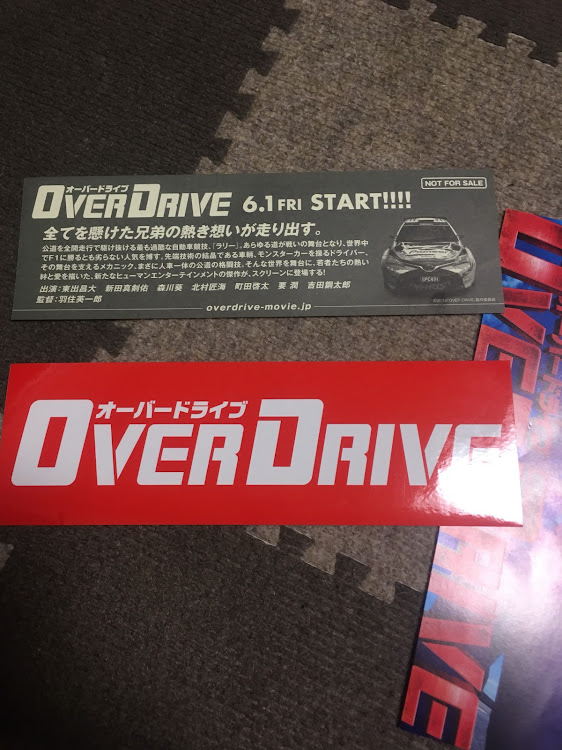 オーバードライブ
OVER DRIVE 6.1 FRI START!!!!
NOT FOR SALE
全てを懸けた兄弟の熱き想いが走り出す。
公道を全開走行で駆け抜ける最も過酷な自動車競技、「ラリー」。あらゆる道が戦いの舞台となり、世界中
でF1に勝るとも劣らない人気を博す。先端技術の結晶である車輌、モンスターカーを操るドライバー、
その舞台を支えるメカニック、まさに人車一体の公道の格闘技。そんな世界を舞台に、若者たちの熱い
絆と愛を描いた、新たなヒューマンエンターテインメントの傑作が、スクリーンに登場する!
出演:東出昌大 新田真剣佑 森川葵 北村匠海 町田啓太 要 潤 吉田鋼太郎
監督:羽住英一郎
overdrive-movie.jp
オーバードライブ
OVER DRIVE